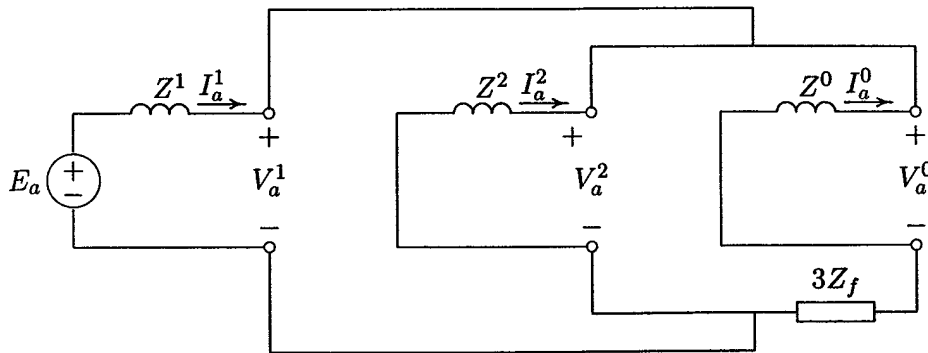 Z^1 I_a^1 Z^2 I_a^2 Z^0 I_a^0
+ + +
E_a + − V_a^1 V_a^2 V_a^0
− − −
3Z_f